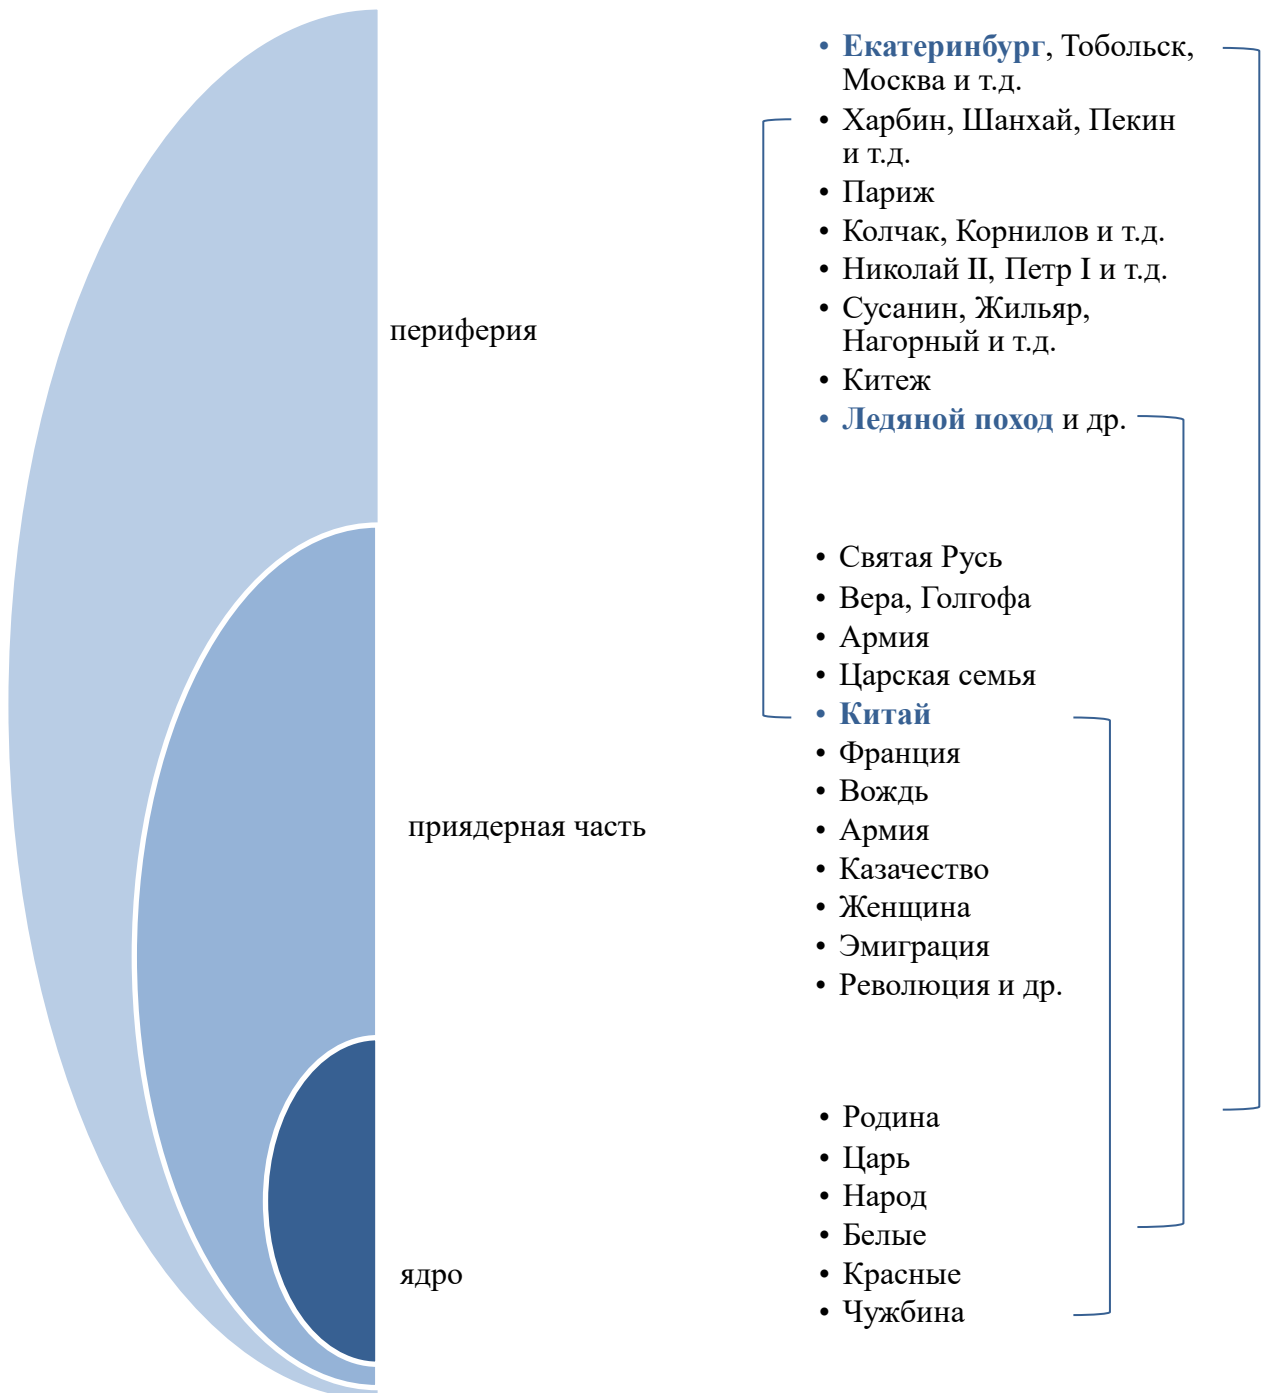 • Екатеринбург, Тобольск,
Москва и т.д.
• Харбин, Шанхай, Пекин
и т.д.
• Париж
• Колчак, Корнилов и т.д.
• Николай II, Петр I и т.д.
• Сусанин, Жильяр,
Нагорный и т.д.
• Китеж
• Ледяной поход и др.
периферия
• Святая Русь
• Вера, Голгофа
• Армия
• Царская семья
• Китай
• Франция
• Вождь
• Армия
• Казачество
• Женщина
• Эмиграция
• Революция и др.
приядерная часть
• Родина
• Царь
• Народ
• Белые
• Красные
• Чужбина
ядро